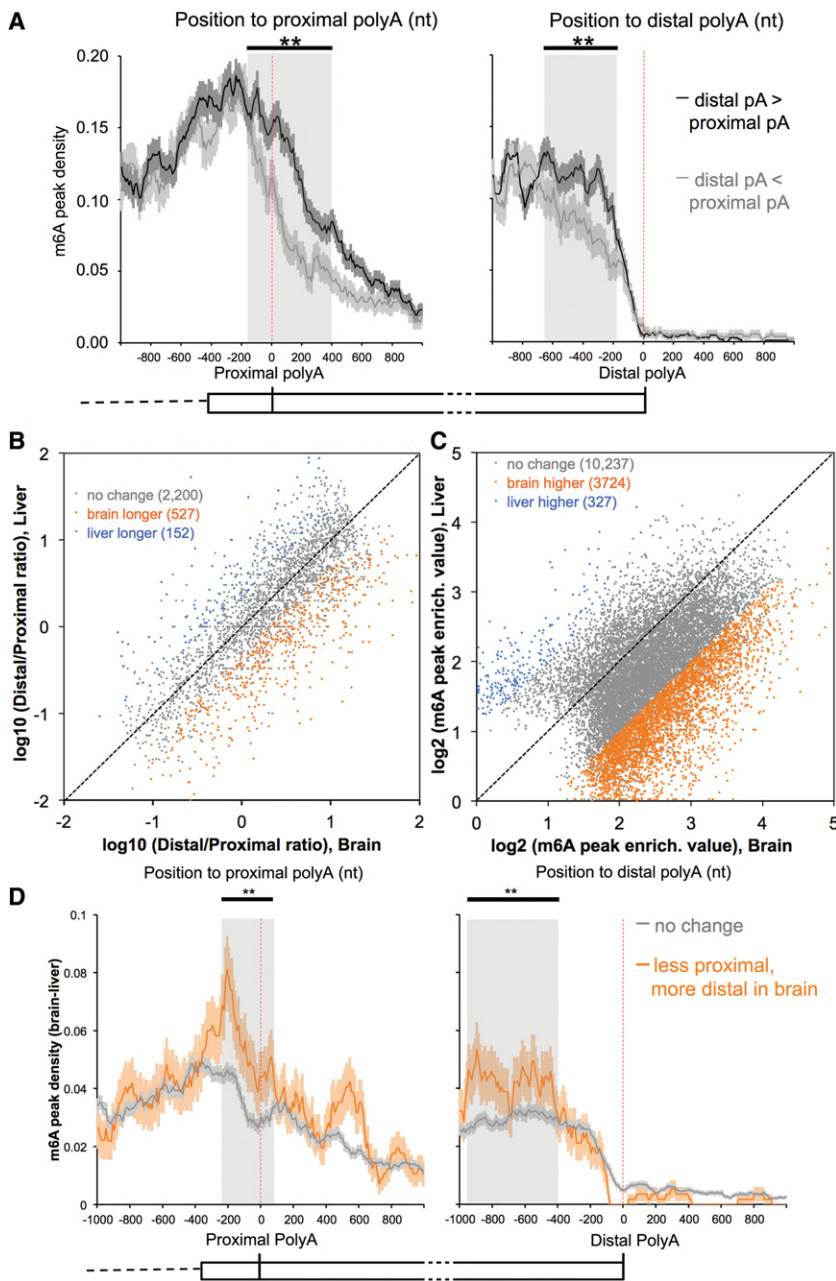 A
Position to proximal polyA (nt)
Position to distal polyA (nt)
**
**
0.20
0.15
0.10
0.05
0.00
m6A peak density
distal pA >
proximal pA
distal pA <
proximal pA
-800 -600 -400 -200 0 200 400 600 800
Proximal polyA
-800 -600 -400 -200 0 200 400 600 800
Distal polyA
B
2
1
0
-1
-2
log10 (Distal/Proximal ratio), Liver
no change (2,200)
brain longer (527)
liver longer (152)
-2 -1 0 1 2
log10 (Distal/Proximal ratio), Brain
C
5
4
3
2
1
0
log2 (m6A peak enrich. value), Liver
no change (10,237)
brain higher (3724)
liver higher (327)
0 1 2 3 4 5
log2 (m6A peak enrich. value), Brain
D
Position to proximal polyA (nt)
Position to distal polyA (nt)
**
**
0.1
0.08
0.06
0.04
0.02
0
m6A peak density (brain-liver)
no change
less proximal,
more distal in brain
-1000 -800 -600 -400 -200 0 200 400 600 800
Proximal PolyA
-1000 -800 -600 -400 -200 0 200 400 600 800
Distal PolyA